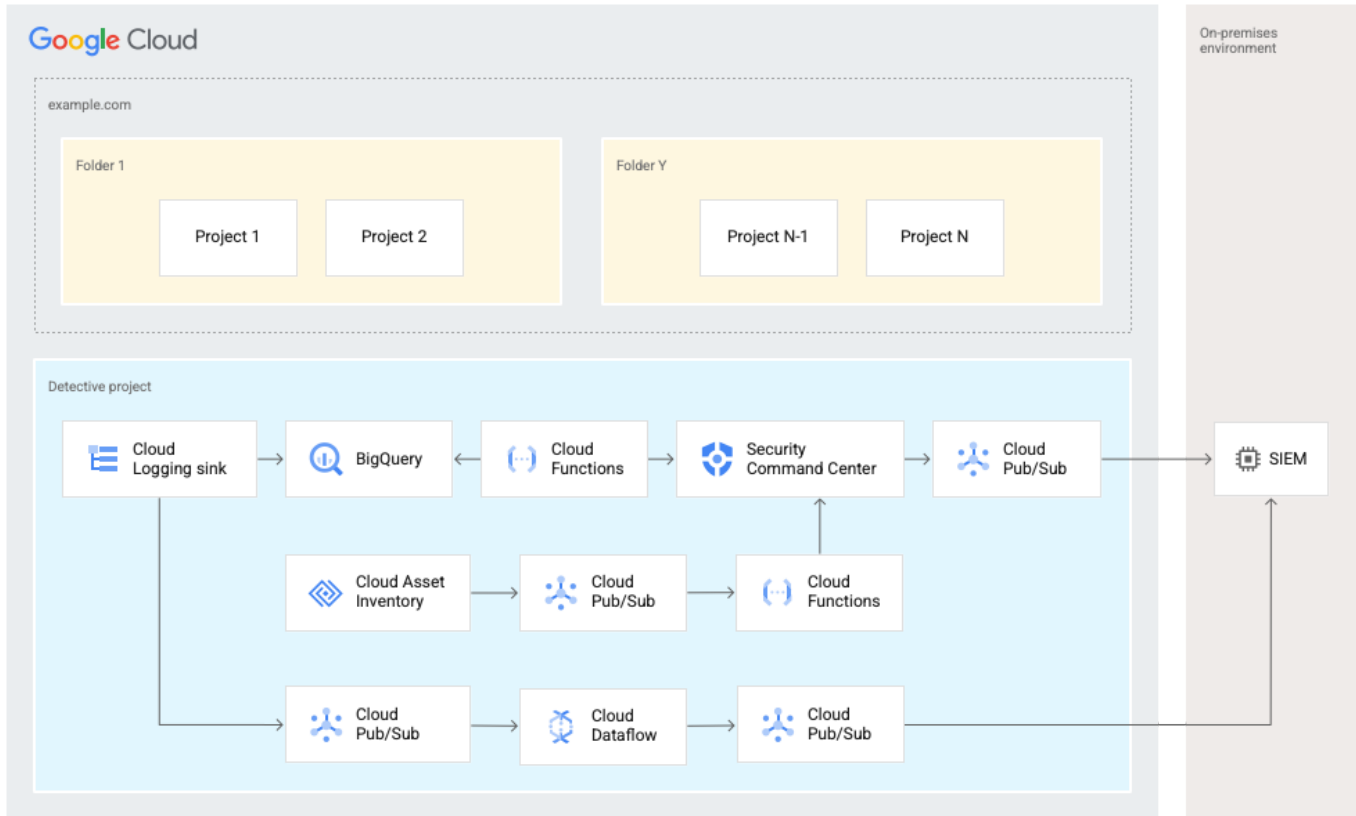 Google Cloud
On-premises
environment
example.com
Folder 1
Project 1
Project 2
Folder Y
Project N-1
Project N
Detective project
Cloud
Logging sink
BigQuery
Cloud
Functions
Security
Command Center
Cloud
Pub/Sub
SIEM
Cloud Asset
Inventory
Cloud
Pub/Sub
Cloud
Functions
Cloud
Pub/Sub
Cloud
Dataflow
Cloud
Pub/Sub